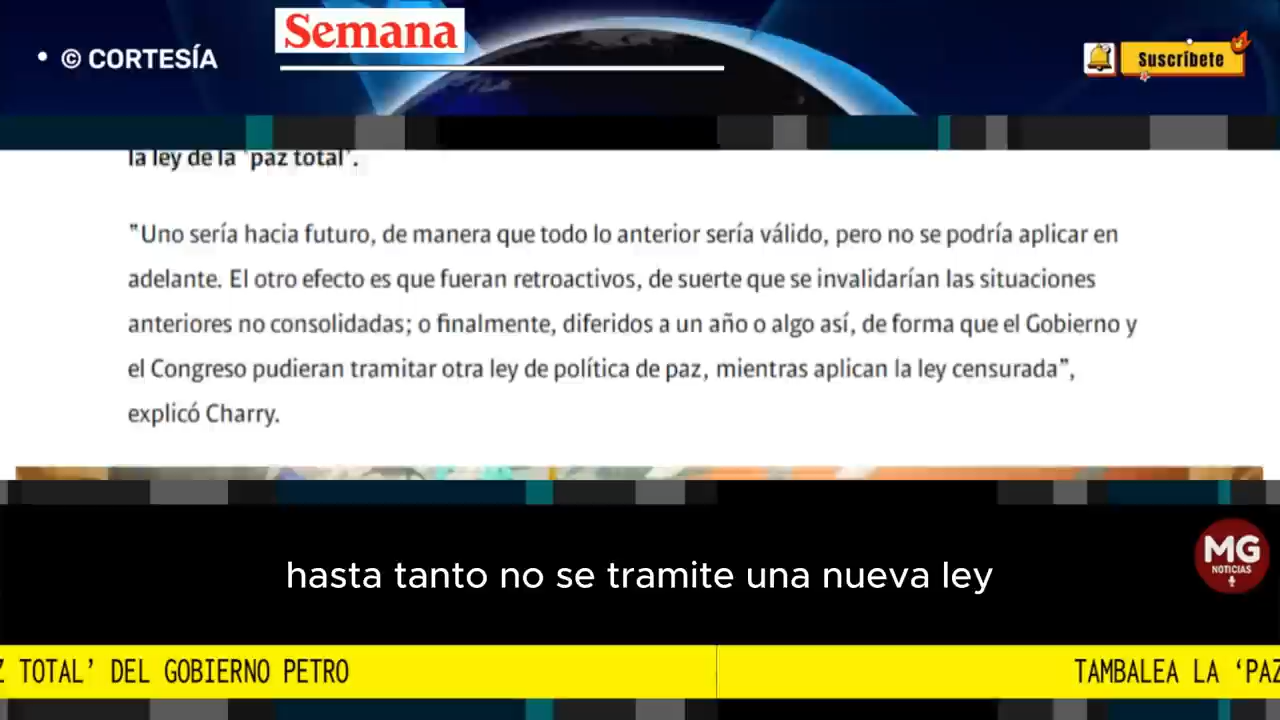 Semana
• © CORTESÍA
Suscríbete
la ley de la ‘paz total’.
"Uno sería hacia futuro, de manera que todo lo anterior sería válido, pero no se podría aplicar en
adelante. El otro efecto es que fueran retroactivos, de suerte que se invalidarían las situaciones
anteriores no consolidadas; o finalmente, diferidos a un año o algo así, de forma que el Gobierno y
el Congreso pudieran tramitar otra ley de política de paz, mientras aplican la ley censurada”,
explicó Charry.
MG
NOTICIAS
hasta tanto no se tramite una nueva ley
Z TOTAL’ DEL GOBIERNO PETRO
TAMBALEA LA ‘PAZ